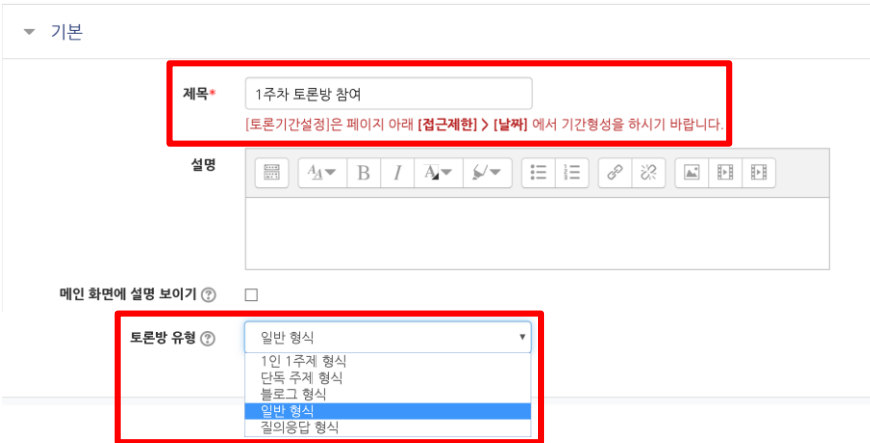 기본
제목*
1주차 토론방 참여
[토론기간설정]은 페이지 아래 [접근제한] > [날짜] 에서 기간형성을 하시기 바랍니다.
설명
메인 화면에 설명 보이기
토론방 유형
일반 형식
1인 1주제 형식
단독 주제 형식
블로그 형식
일반 형식
질의응답 형식